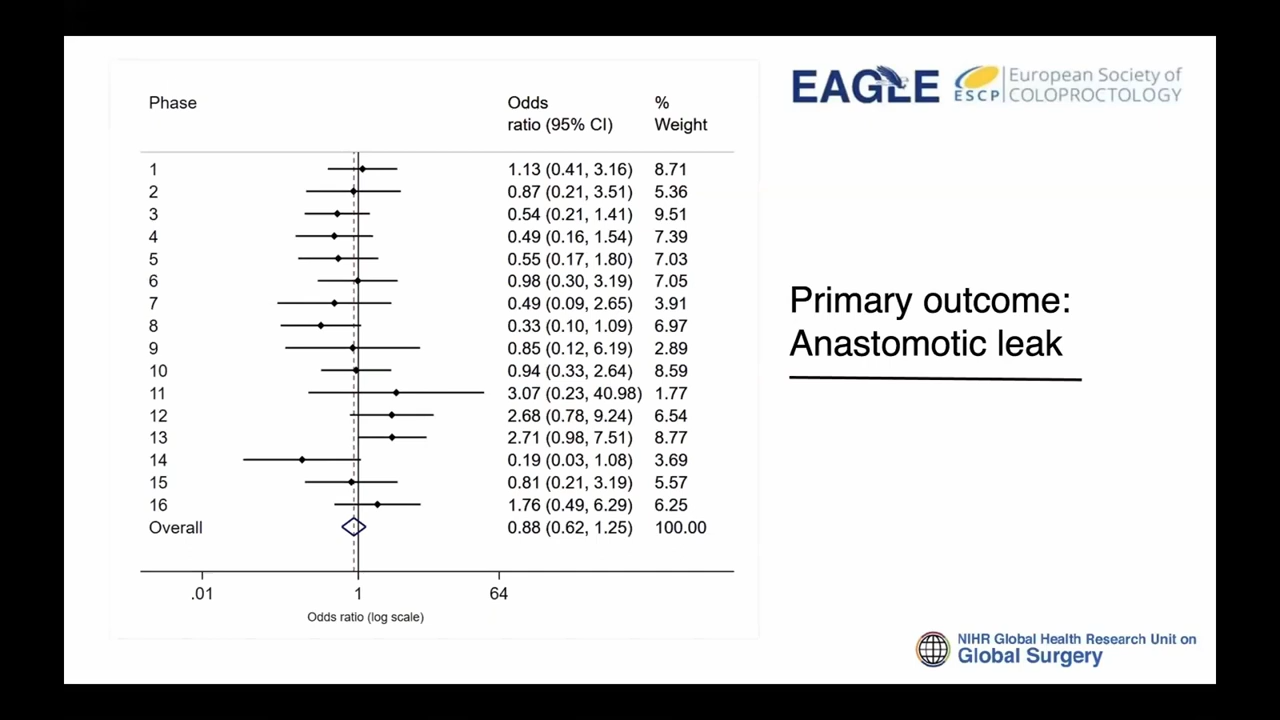 Phase Odds ratio (95% CI) % Weight
1 1.13 (0.41, 3.16) 8.71
2 0.87 (0.21, 3.51) 5.36
3 0.54 (0.21, 1.41) 9.51
4 0.49 (0.16, 1.54) 7.39
5 0.55 (0.17, 1.80) 7.03
6 0.98 (0.30, 3.19) 7.05
7 0.49 (0.09, 2.65) 3.91
8 0.33 (0.10, 1.09) 6.97
9 0.85 (0.12, 6.19) 2.89
10 0.94 (0.33, 2.64) 8.59
11 3.07 (0.23, 40.98) 1.77
12 2.68 (0.78, 9.24) 6.54
13 2.71 (0.98, 7.51) 8.77
14 0.19 (0.03, 1.08) 3.69
15 0.81 (0.21, 3.19) 5.57
16 1.76 (0.49, 6.29) 6.25
Overall 0.88 (0.62, 1.25) 100.00
.01 1 64
Odds ratio (log scale)
EAGLE
ESCP
European Society of
COLOPROCTOLOGY
Primary outcome:
Anastomotic leak
NIHR Global Health Research Unit on
Global Surgery